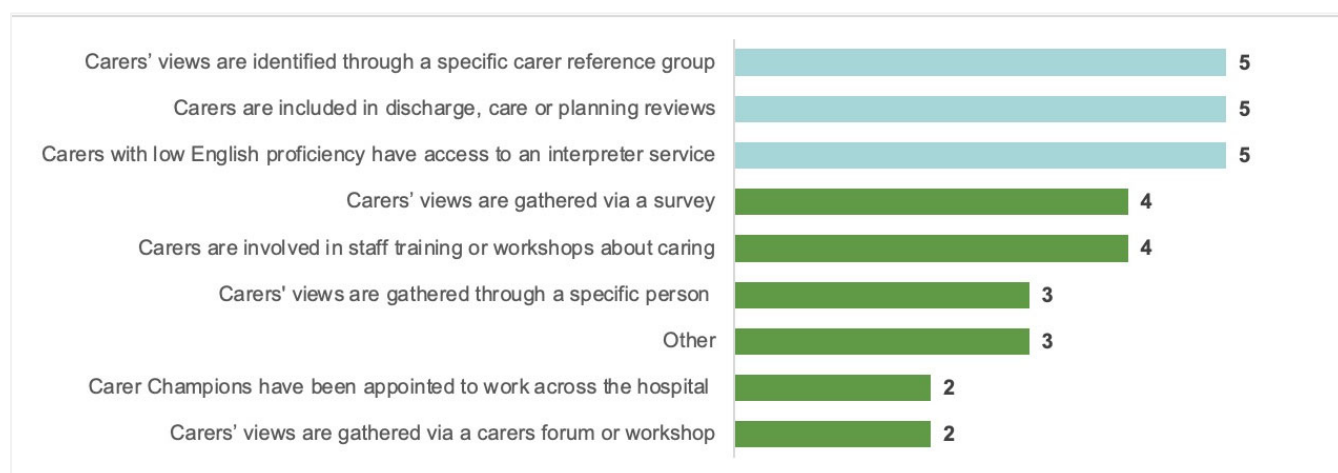 Carers’ views are identified through a specific carer reference group 5
Carers are included in discharge, care or planning reviews 5
Carers with low English proficiency have access to an interpreter service 5
Carers’ views are gathered via a survey 4
Carers are involved in staff training or workshops about caring 4
Carers' views are gathered through a specific person 3
Other 3
Carer Champions have been appointed to work across the hospital 2
Carers’ views are gathered via a carers forum or workshop 2